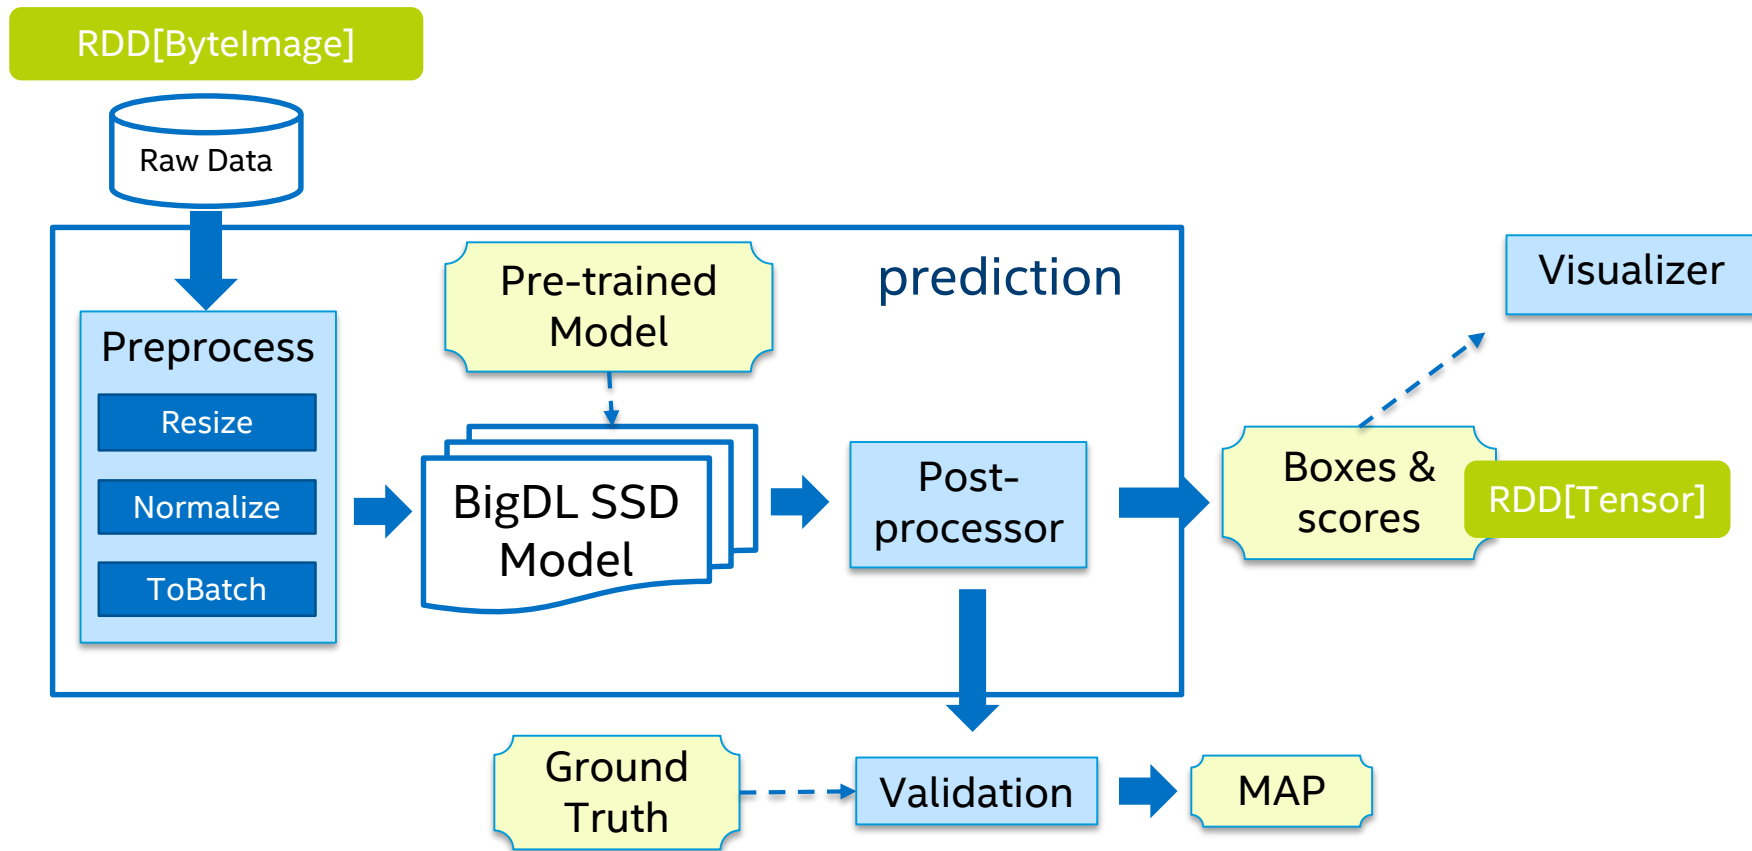 RDD[ByteImage]
Raw Data
Preprocess
Resize
Normalize
ToBatch
Pre-trained
Model
prediction
BigDL SSD
Model
Post-
processor
Visualizer
Boxes &
scores
RDD[Tensor]
Ground
Truth
Validation
MAP